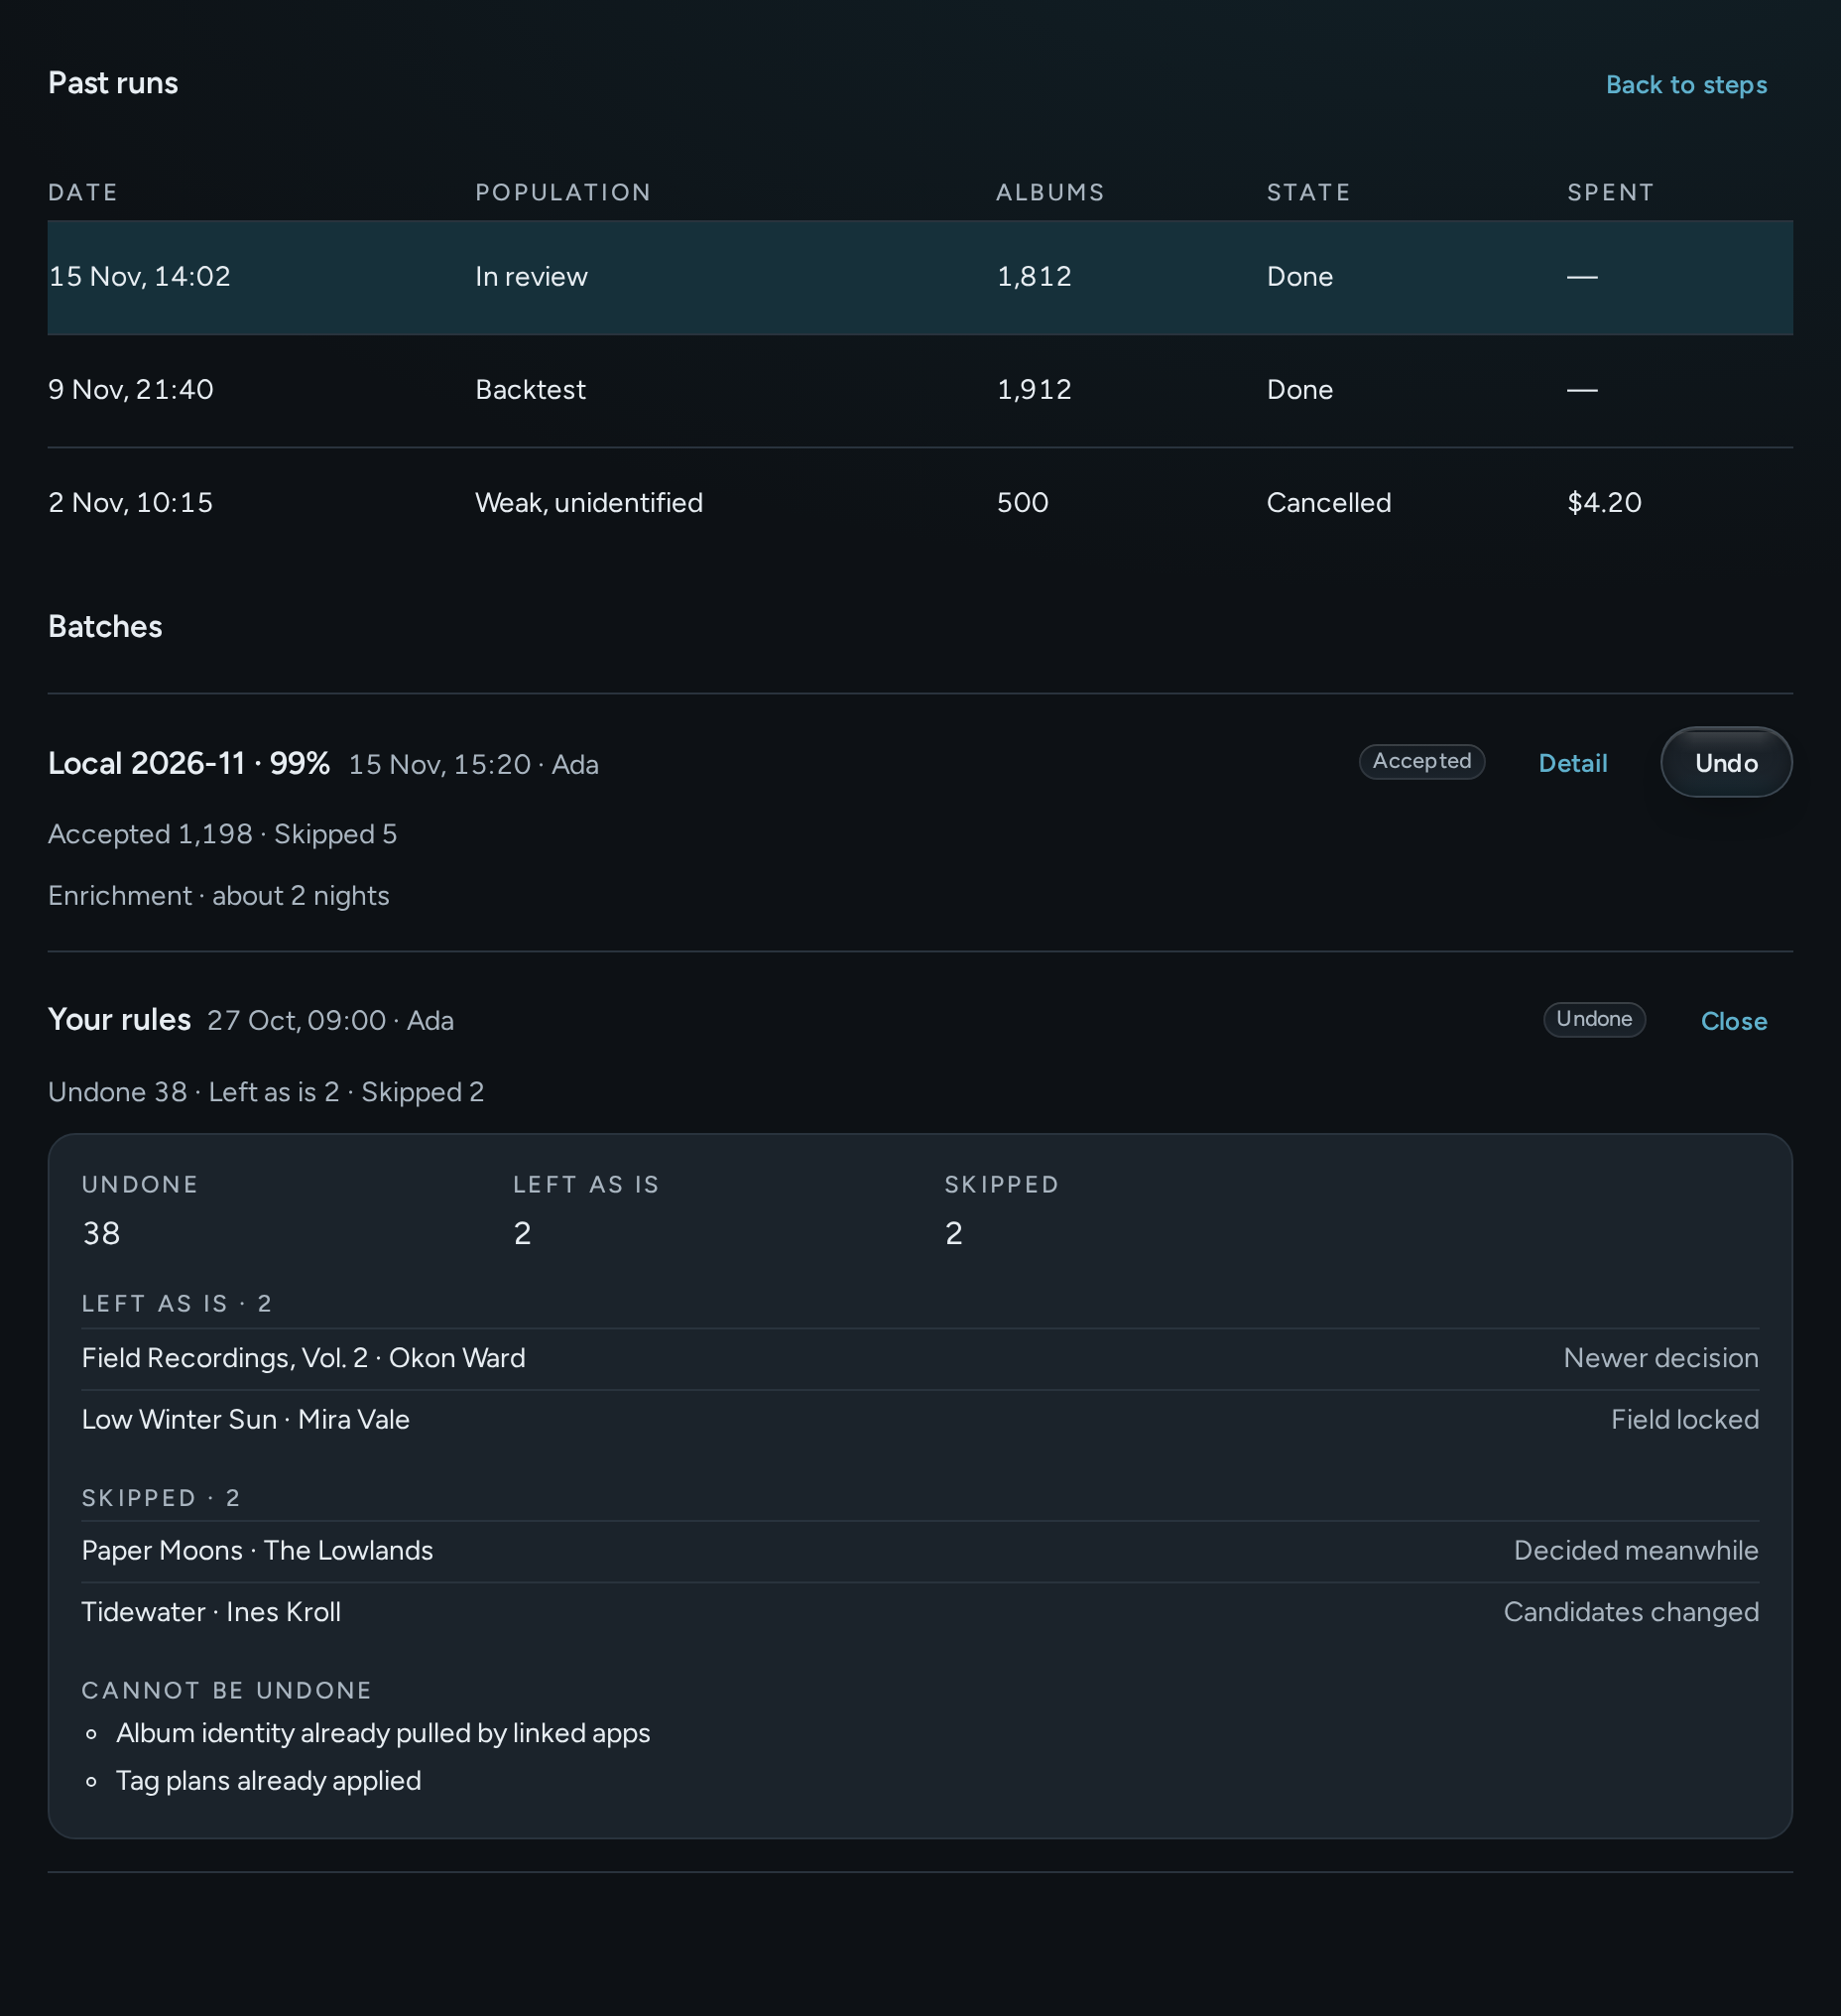 Past runs
Back to steps
DATE POPULATION ALBUMS STATE SPENT
15 Nov, 14:02 In review 1,812 Done —
9 Nov, 21:40 Backtest 1,912 Done —
2 Nov, 10:15 Weak, unidentified 500 Cancelled $4.20
Batches
Local 2026-11 · 99% 15 Nov, 15:20 · Ada Accepted Detail Undo
Accepted 1,198 · Skipped 5
Enrichment · about 2 nights
Your rules 27 Oct, 09:00 · Ada Undone Close
Undone 38 · Left as is 2 · Skipped 2
UNDONE LEFT AS IS SKIPPED
38 2 2
LEFT AS IS · 2
Field Recordings, Vol. 2 · Okon Ward Newer decision
Low Winter Sun · Mira Vale Field locked
SKIPPED · 2
Paper Moons · The Lowlands Decided meanwhile
Tidewater · Ines Kroll Candidates changed
CANNOT BE UNDONE
Album identity already pulled by linked apps
Tag plans already applied